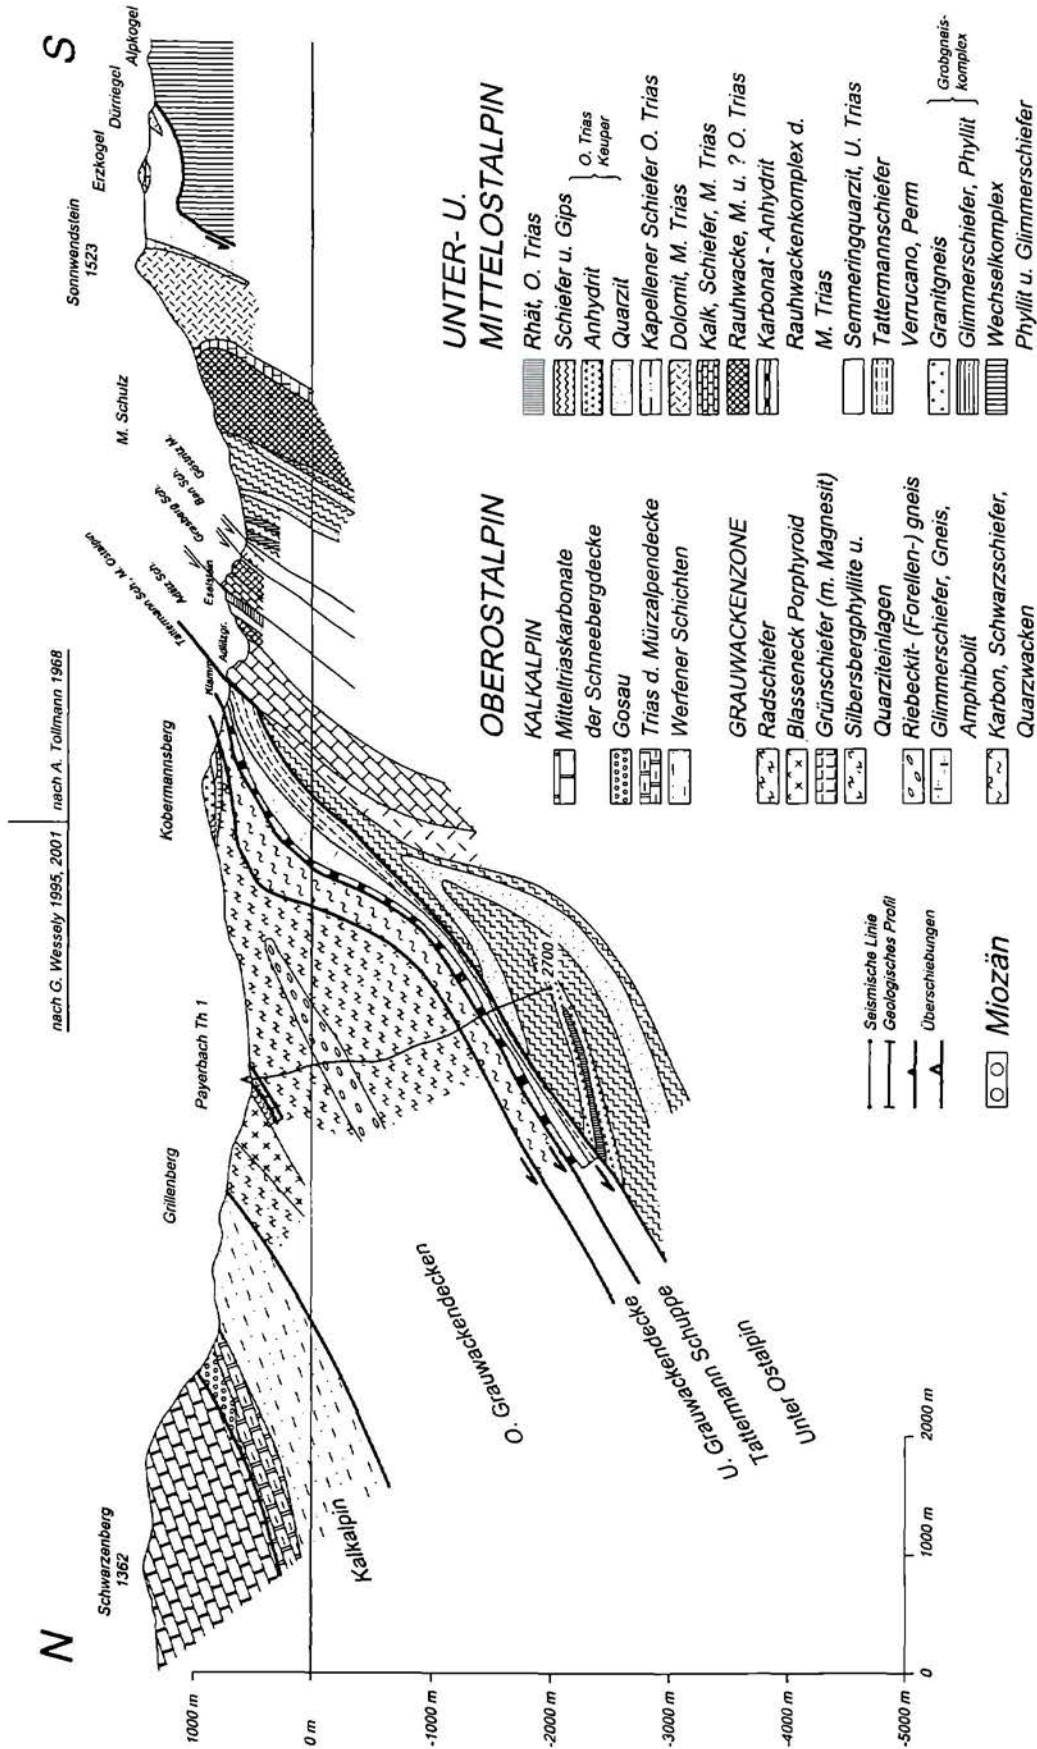 N
S
nach G. Wessely 1995, 2001
nach A. Tollmann 1968
Schwarzenberg
1362
Grillenberg
Payerbach Th 1
Kobermannsberg
Klamm
Adlitzgr.
Eselstein
Tattermann Sch., M. Ostalpin
Adlitz Sch.
Grasberg Sch.
Ban Sch.
Göstritz M.
M. Schutz
Sonnwendstein
1523
Erzkogel
Dürriegel
Alpkogel
1000 m
0 m
-1000 m
-2000 m
-3000 m
-4000 m
-5000 m
0
1000 m
2000 m
2700
Kalkalpin
O. Grauwackendecken
U. Grauwackendecke
Tattermann Schuppe
Unter Ostalpin
Seismische Linie
Geologisches Profil
Überschiebungen
Miozän
OBEROSTALPIN
KALKALPIN
Mitteltriaskarbonate
der Schneebergdecke
Gosau
Trias d. Mürzalpendecke
Werfener Schichten
GRAUWACKENZONE
Radschiefer
Blasseneck Porphyroid
Grünschiefer (m. Magnesit)
Silbersbergphyllite u.
Quarziteinlagen
Riebeckit- (Forellen-) gneis
Glimmerschiefer, Gneis,
Amphibolit
Karbon, Schwarzschiefer,
Quarzwacken
UNTER- U.
MITTELOSTALPIN
Rhät, O. Trias
Schiefer u. Gips
Anhydrit
O. Trias
Keuper
Quarzit
Kapellener Schiefer O. Trias
Dolomit, M. Trias
Kalk, Schiefer, M. Trias
Rauhwacke, M. u. ? O. Trias
Karbonat - Anhydrit
Rauhwackenkomplex d.
M. Trias
Semmeringquarzit, U. Trias
Tattermannschiefer
Verrucano, Perm
Granitgneis
Glimmerschiefer, Phyllit
Grobgneis-
komplex
Wechselkomplex
Phyllit u. Glimmerschiefer